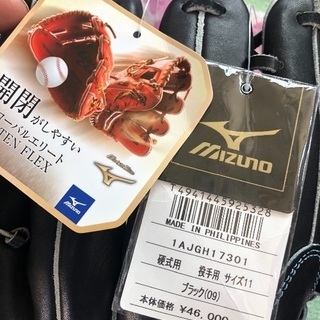 開閉がしやすい
ーバルエリート
TEN FLEX
MIZUNO
MIZUNO
MADE IN PHILIPPINES
1AJGH17301
硬式用 投手用 サイズ11
ブラック(09)
本体価格 ¥46,000